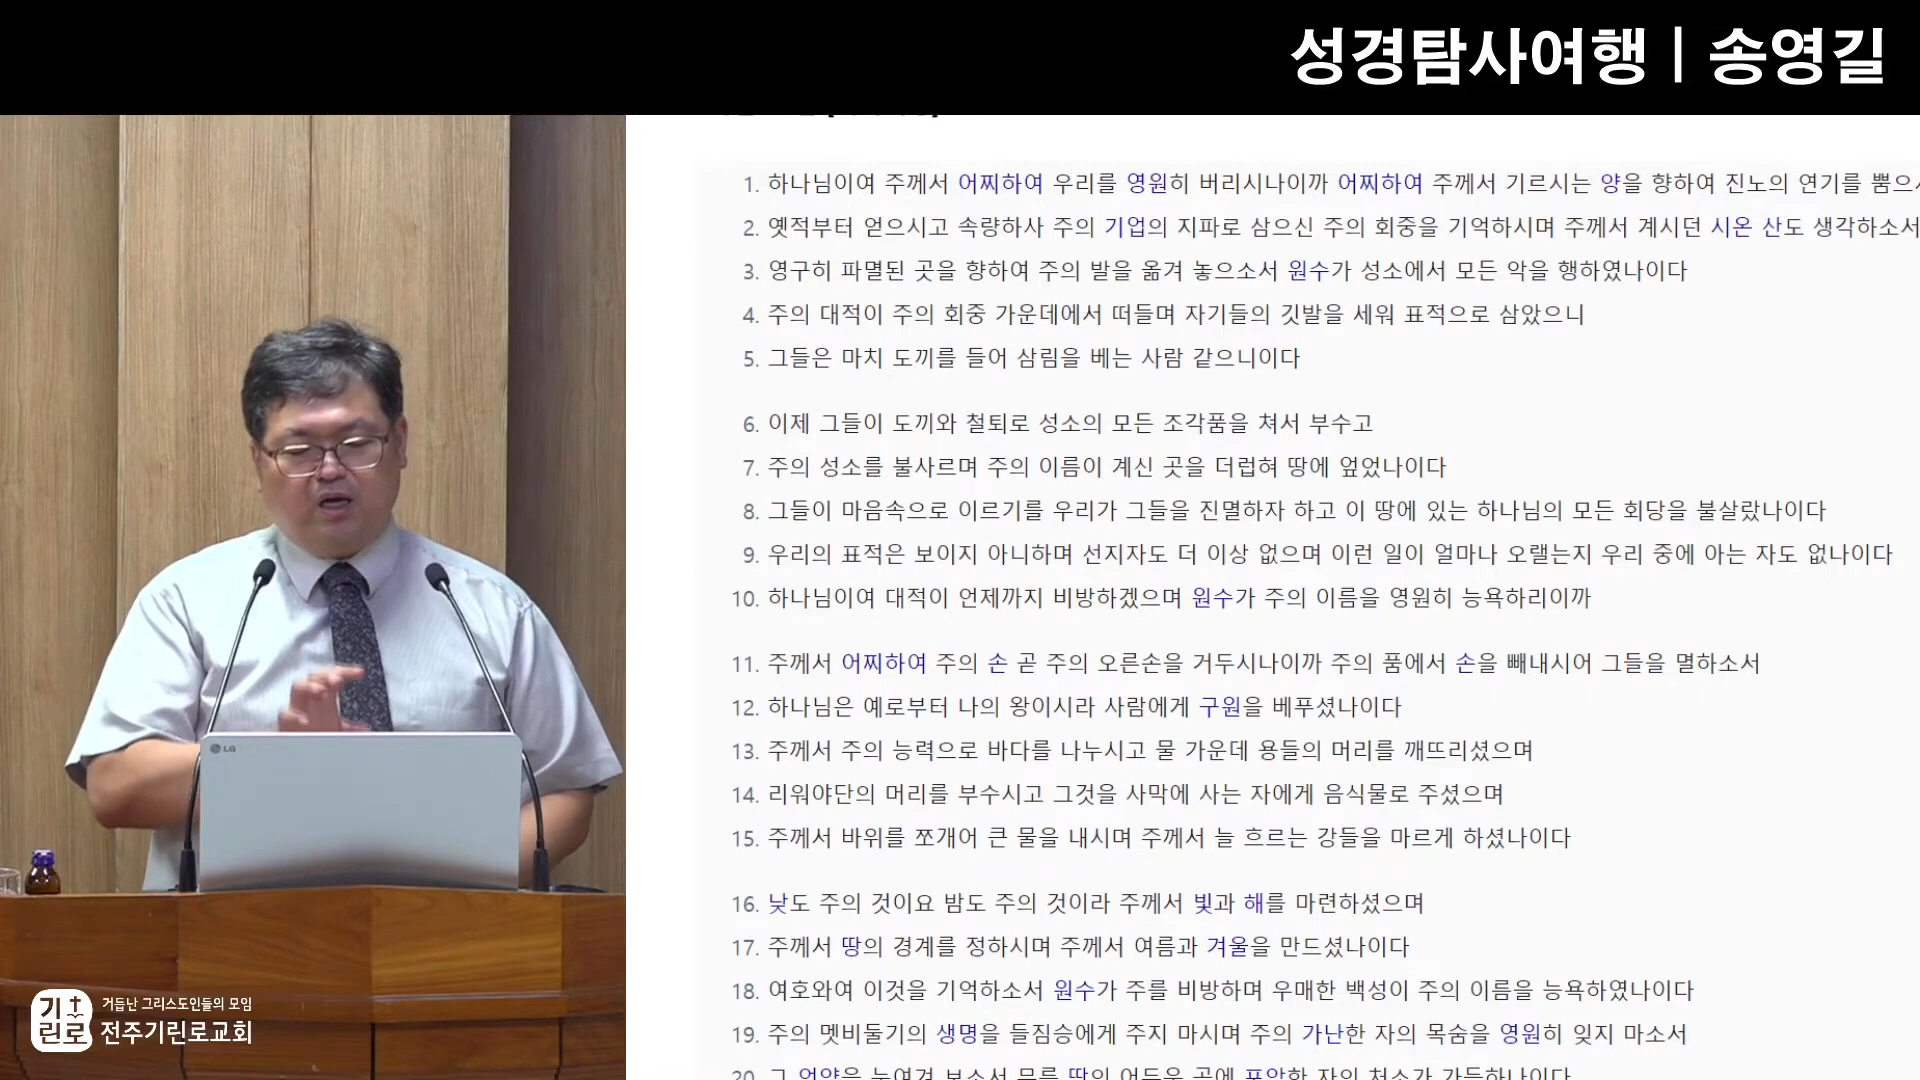 성경탐사여행 | 송영길
1. 하나님이여 주께서 어찌하여 우리를 영원히 버리시나이까 어찌하여 주께서 기르시는 양을 향하여 진노의 연기를 뿜으
2. 옛적부터 얻으시고 속량하사 주의 기업의 지파로 삼으신 주의 회중을 기억하시며 주께서 계시던 시온 산도 생각하소서
3. 영구히 파멸된 곳을 향하여 주의 발을 옮겨 놓으소서 원수가 성소에서 모든 악을 행하였나이다
4. 주의 대적이 주의 회중 가운데에서 떠들며 자기들의 깃발을 세워 표적으로 삼았으니
5. 그들은 마치 도끼를 들어 삼림을 베는 사람 같으니이다
6. 이제 그들이 도끼와 철퇴로 성소의 모든 조각품을 쳐서 부수고
7. 주의 성소를 불사르며 주의 이름이 계신 곳을 더럽혀 땅에 엎었나이다
8. 그들이 마음속으로 이르기를 우리가 그들을 진멸하자 하고 이 땅에 있는 하나님의 모든 회당을 불살랐나이다
9. 우리의 표적은 보이지 아니하며 선지자도 더 이상 없으며 이런 일이 얼마나 오랠는지 우리 중에 아는 자도 없나이다
10. 하나님이여 대적이 언제까지 비방하겠으며 원수가 주의 이름을 영원히 능욕하리이까
11. 주께서 어찌하여 주의 손 곧 주의 오른손을 거두시나이까 주의 품에서 손을 빼내시어 그들을 멸하소서
12. 하나님은 예로부터 나의 왕이시라 사람에게 구원을 베푸셨나이다
13. 주께서 주의 능력으로 바다를 나누시고 물 가운데 용들의 머리를 깨뜨리셨으며
14. 리워야단의 머리를 부수시고 그것을 사막에 사는 자에게 음식물로 주셨으며
15. 주께서 바위를 쪼개어 큰 물을 내시며 주께서 늘 흐르는 강들을 마르게 하셨나이다
16. 낮도 주의 것이요 밤도 주의 것이라 주께서 빛과 해를 마련하셨으며
17. 주께서 땅의 경계를 정하시며 주께서 여름과 겨울을 만드셨나이다
18. 여호와여 이것을 기억하소서 원수가 주를 비방하며 우매한 백성이 주의 이름을 능욕하였나이다
19. 주의 멧비둘기의 생명을 들짐승에게 주지 마시며 주의 가난한 자의 목숨을 영원히 잊지 마소서
20. 그 언약을 눈여겨 보소서 무릇 땅의 어두운 곳에 포악한 자의 처소가 가득하나이다
LG
기린로
거듭난 그리스도인들의 모임
전주기린로교회